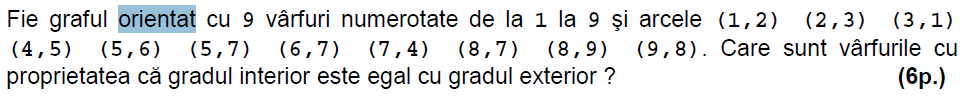 Fie graful orientat cu 9 vârfuri numerotate de la 1 la 9 şi arcele (1,2) (2,3) (3,1)
(4,5) (5,6) (5,7) (6,7) (7,4) (8,7) (8,9) (9,8). Care sunt vârfurile cu
proprietatea că gradul interior este egal cu gradul exterior ? (6p.)